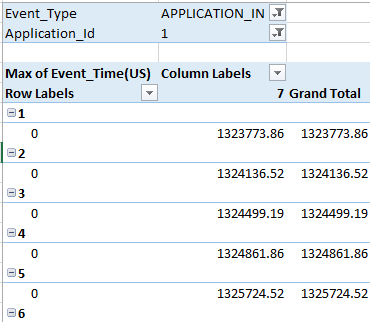 Event_Type APPLICATION_IN
Application_Id 1
Max of Event_Time(US) Column Labels
Row Labels 7 Grand Total
1
0 1323773.86 1323773.86
2
0 1324136.52 1324136.52
3
0 1324499.19 1324499.19
4
0 1324861.86 1324861.86
5
0 1325724.52 1325724.52
6